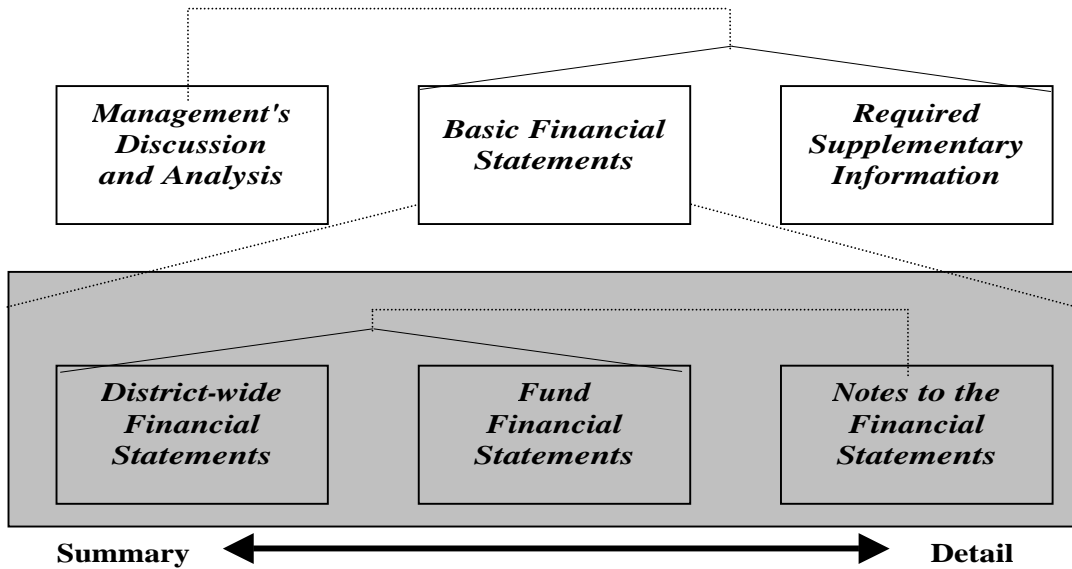 Management's
Discussion
and Analysis
Basic Financial
Statements
Required
Supplementary
Information
District-wide
Financial
Statements
Fund
Financial
Statements
Notes to the
Financial
Statements
Summary
Detail